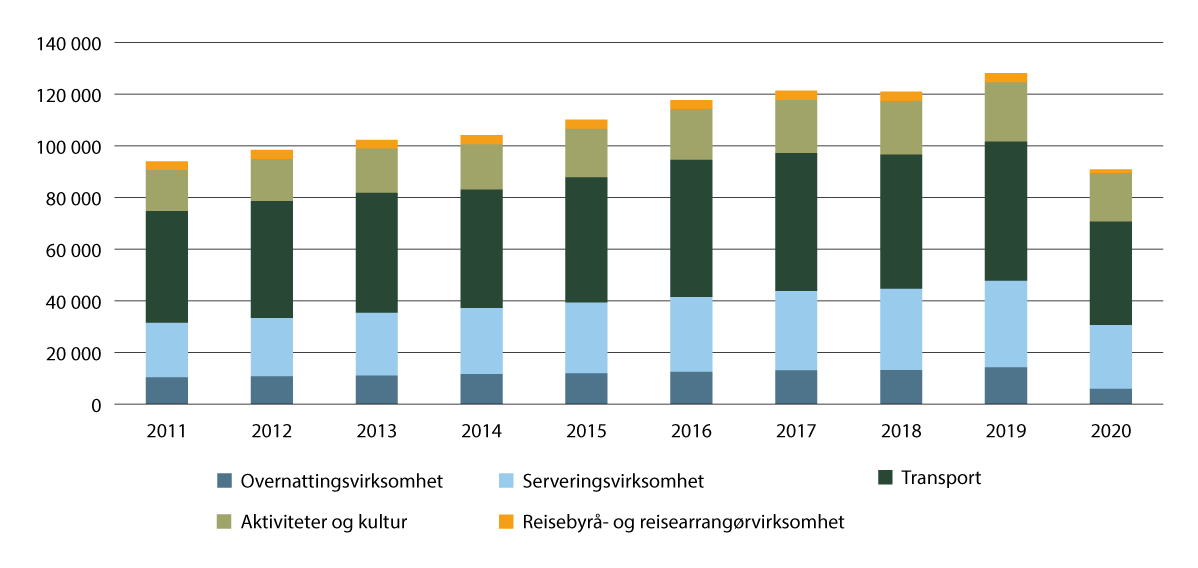 140 000
120 000
100 000
80 000
60 000
40 000
20 000
0
2011 2012 2013 2014 2015 2016 2017 2018 2019 2020
Overnattingsvirksomhet Serveringsvirksomhet Transport
Aktiviteter og kultur Reisebyrå- og reisearrangørvirksomhet